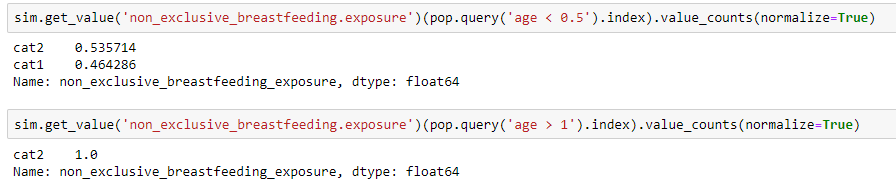 sim.get_value('non_exclusive_breastfeeding.exposure')(pop.query('age < 0.5').index).value_counts(normalize=True)
cat2    0.535714
cat1    0.464286
Name: non_exclusive_breastfeeding_exposure, dtype: float64
sim.get_value('non_exclusive_breastfeeding.exposure')(pop.query('age > 1').index).value_counts(normalize=True)
cat2    1.0
Name: non_exclusive_breastfeeding_exposure, dtype: float64